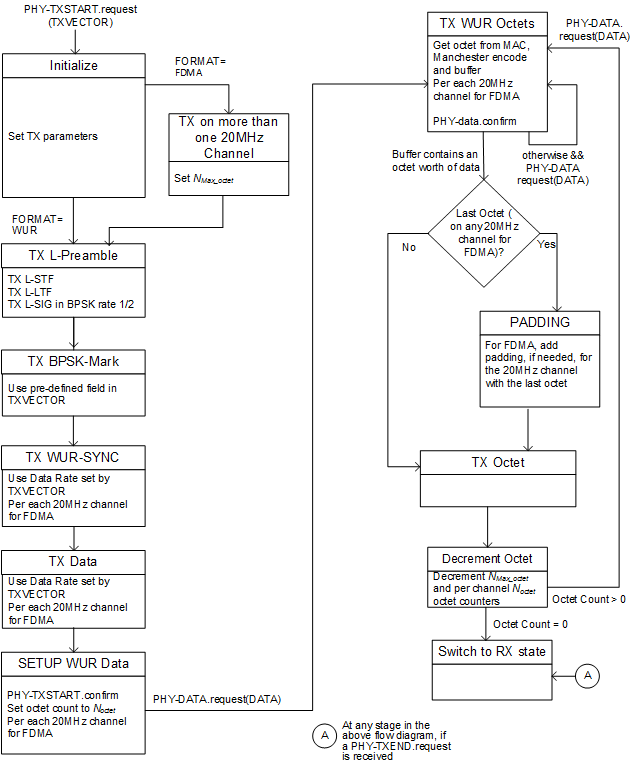 PHY-TXSTART.request
(TXVECTOR)
Initialize
Set TX parameters
FORMAT=
FDMA
TX on more than
one 20MHz
Channel
Set NMax_octet
FORMAT=
WUR
TX L-Preamble
TX L-STF
TX L-LTF
TX L-SIG in BPSK rate 1/2
TX BPSK-Mark
Use pre-defined field in
TXVECTOR
TX WUR-SYNC
Use Data Rate set by
TXVECTOR
Per each 20MHz channel
for FDMA
TX Data
Use Data Rate set by
TXVECTOR
Per each 20MHz channel
for FDMA
SETUP WUR Data
PHY-TXSTART.confirm
Set octet count to Noctet
Per each 20MHz channel
for FDMA
PHY-DATA.request(DATA)
TX WUR Octets
Get octet from MAC,
Manchester encode
and buffer
Per each 20MHz
channel for FDMA
PHY-data.confirm
PHY-DATA.
request(DATA)
otherwise &&
PHY-DATA
request(DATA)
Buffer contains an
octet worth of data
Last Octet (
on any 20MHz
channel for
FDMA)?
No
Yes
PADDING
For FDMA, add
padding, if needed, for
the 20MHz channel
with the last octet
TX Octet
Decrement Octet
Decrement NMax_octet
and per channel Noctet
octet counters
Octet Count > 0
Octet Count = 0
Switch to RX state
A
A
At any stage in the
above flow diagram, if
a PHY-TXEND.request
is received